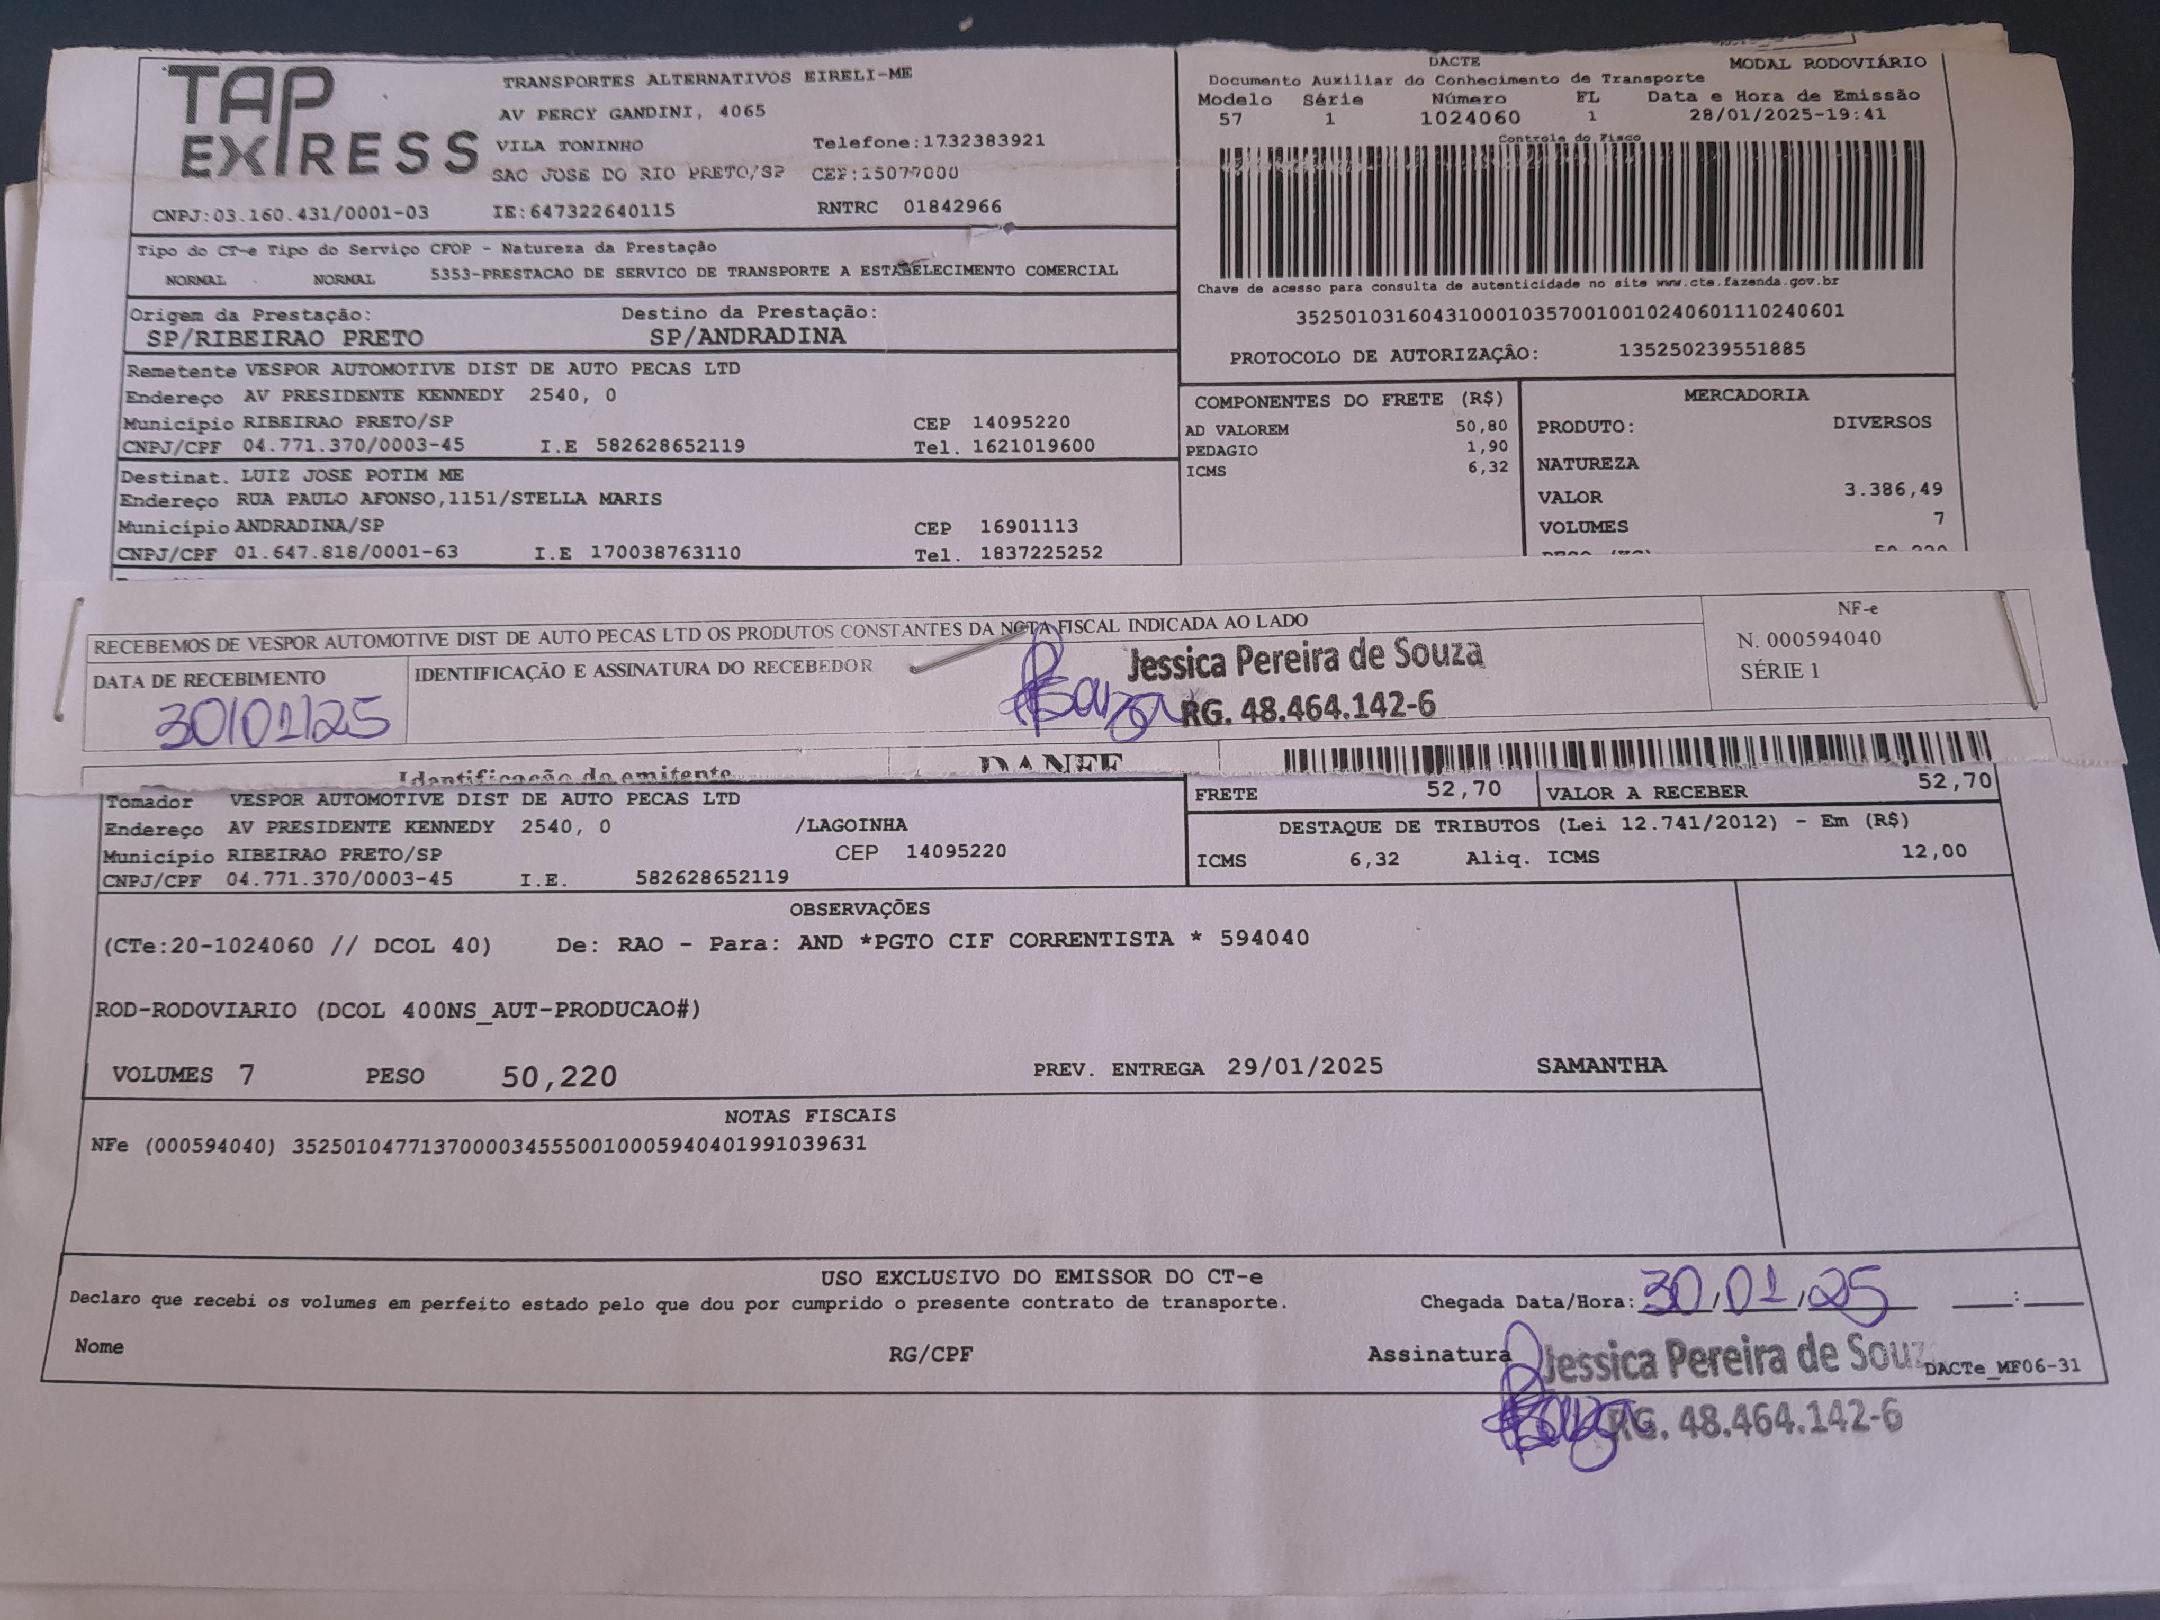 TAP EXPRESS
TRANSPORTES ALTERNATIVOS EIRELI-ME
AV PERCY GANDINI, 4065
VILA TONINHO Telefone:1732383921
SAO JOSE DO RIO PRETO/SP CEP:15077000
CNPJ:03.160.431/0001-03 IE:647322640115 RNTRC 01842966
DACTE MODAL RODOVIÁRIO
Documento Auxiliar do Conhecimento de Transporte
Modelo Série Número FL Data e Hora de Emissão
57 1 1024060 1 28/01/2025-19:41
Controle do Fisco
Chave de acesso para consulta de autenticidade no site www.cte.fazenda.gov.br
35250103160431000103570010010240601110240601
PROTOCOLO DE AUTORIZAÇÃO: 135250239551885
Tipo do CT-e Tipo do Serviço CFOP - Natureza da Prestação
NORMAL NORMAL 5353-PRESTACAO DE SERVICO DE TRANSPORTE A ESTABELECIMENTO COMERCIAL
Origem da Prestação: Destino da Prestação:
SP/RIBEIRAO PRETO SP/ANDRADINA
Remetente VESPOR AUTOMOTIVE DIST DE AUTO PECAS LTD
Endereço AV PRESIDENTE KENNEDY 2540, 0
Município RIBEIRAO PRETO/SP CEP 14095220
CNPJ/CPF 04.771.370/0003-45 I.E 582628652119 Tel. 1621019600
Destinat. LUIZ JOSE POTIM ME
Endereço RUA PAULO AFONSO,1151/STELLA MARIS
Município ANDRADINA/SP CEP 16901113
CNPJ/CPF 01.647.818/0001-63 I.E 170038763110 Tel. 1837225252
COMPONENTES DO FRETE (R$)
AD VALOREM 50,80
PEDAGIO 1,90
ICMS 6,32
MERCADORIA
PRODUTO: DIVERSOS
NATUREZA
VALOR 3.386,49
VOLUMES 7
RECEBEMOS DE VESPOR AUTOMOTIVE DIST DE AUTO PECAS LTD OS PRODUTOS CONSTANTES DA NOTA FISCAL INDICADA AO LADO
DATA DE RECEBIMENTO IDENTIFICAÇÃO E ASSINATURA DO RECEBEDOR
30/01/25
Souza
Jessica Pereira de Souza
RG. 48.464.142-6
NF-e
N. 000594040
SÉRIE 1
Identificação do emitente DANFE
Tomador VESPOR AUTOMOTIVE DIST DE AUTO PECAS LTD
Endereço AV PRESIDENTE KENNEDY 2540, 0 /LAGOINHA
Município RIBEIRAO PRETO/SP CEP 14095220
CNPJ/CPF 04.771.370/0003-45 I.E. 582628652119
FRETE 52,70 VALOR A RECEBER 52,70
DESTAQUE DE TRIBUTOS (Lei 12.741/2012) - Em (R$)
ICMS 6,32 Aliq. ICMS 12,00
OBSERVAÇÕES
(CTe:20-1024060 // DCOL 40) De: RAO - Para: AND *PGTO CIF CORRENTISTA * 594040
ROD-RODOVIARIO (DCOL 400NS_AUT-PRODUCAO#)
VOLUMES 7 PESO 50,220 PREV. ENTREGA 29/01/2025 SAMANTHA
NOTAS FISCAIS
NFe (000594040) 35250104771370000345550010005940401991039631
USO EXCLUSIVO DO EMISSOR DO CT-e
Declaro que recebi os volumes em perfeito estado pelo que dou por cumprido o presente contrato de transporte. Chegada Data/Hora: 30/01/25 :
Nome RG/CPF Assinatura
Jessica Pereira de Souz
DACTe_MF06-31
RG. 48.464.142-6